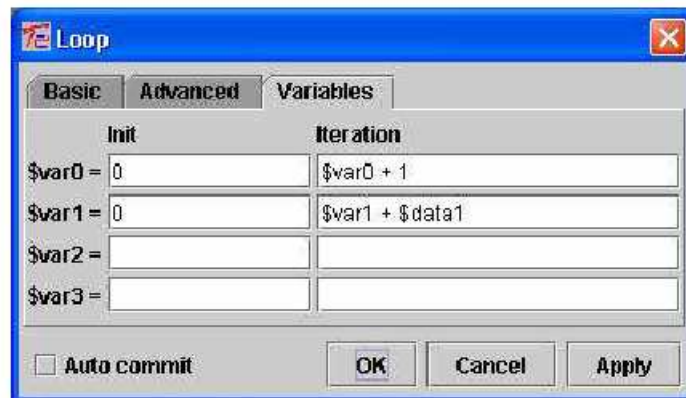 Loop
Basic Advanced Variables
Init Iteration
$var0 = 0 $var0 + 1
$var1 = 0 $var1 + $data1
$var2 =
$var3 =
Auto commit OK Cancel Apply